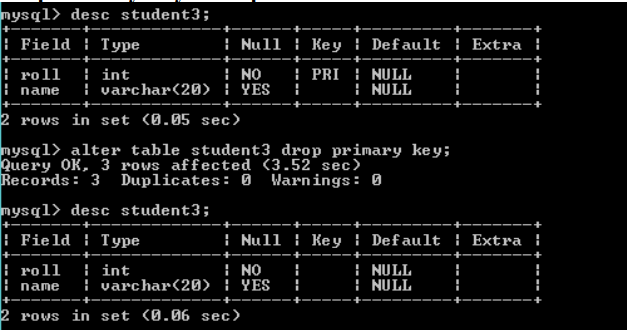 mysql> desc student3;
+-------+-------------+------+-----+---------+-------+
| Field | Type        | Null | Key | Default | Extra |
+-------+-------------+------+-----+---------+-------+
| roll  | int         | NO   | PRI | NULL    |       |
| name  | varchar(20) | YES  |     | NULL    |       |
+-------+-------------+------+-----+---------+-------+
2 rows in set (0.05 sec)
mysql> alter table student3 drop primary key;
Query OK, 3 rows affected (3.52 sec)
Records: 3  Duplicates: 0  Warnings: 0
mysql> desc student3;
+-------+-------------+------+-----+---------+-------+
| Field | Type        | Null | Key | Default | Extra |
+-------+-------------+------+-----+---------+-------+
| roll  | int         | NO   |     | NULL    |       |
| name  | varchar(20) | YES  |     | NULL    |       |
+-------+-------------+------+-----+---------+-------+
2 rows in set (0.06 sec)